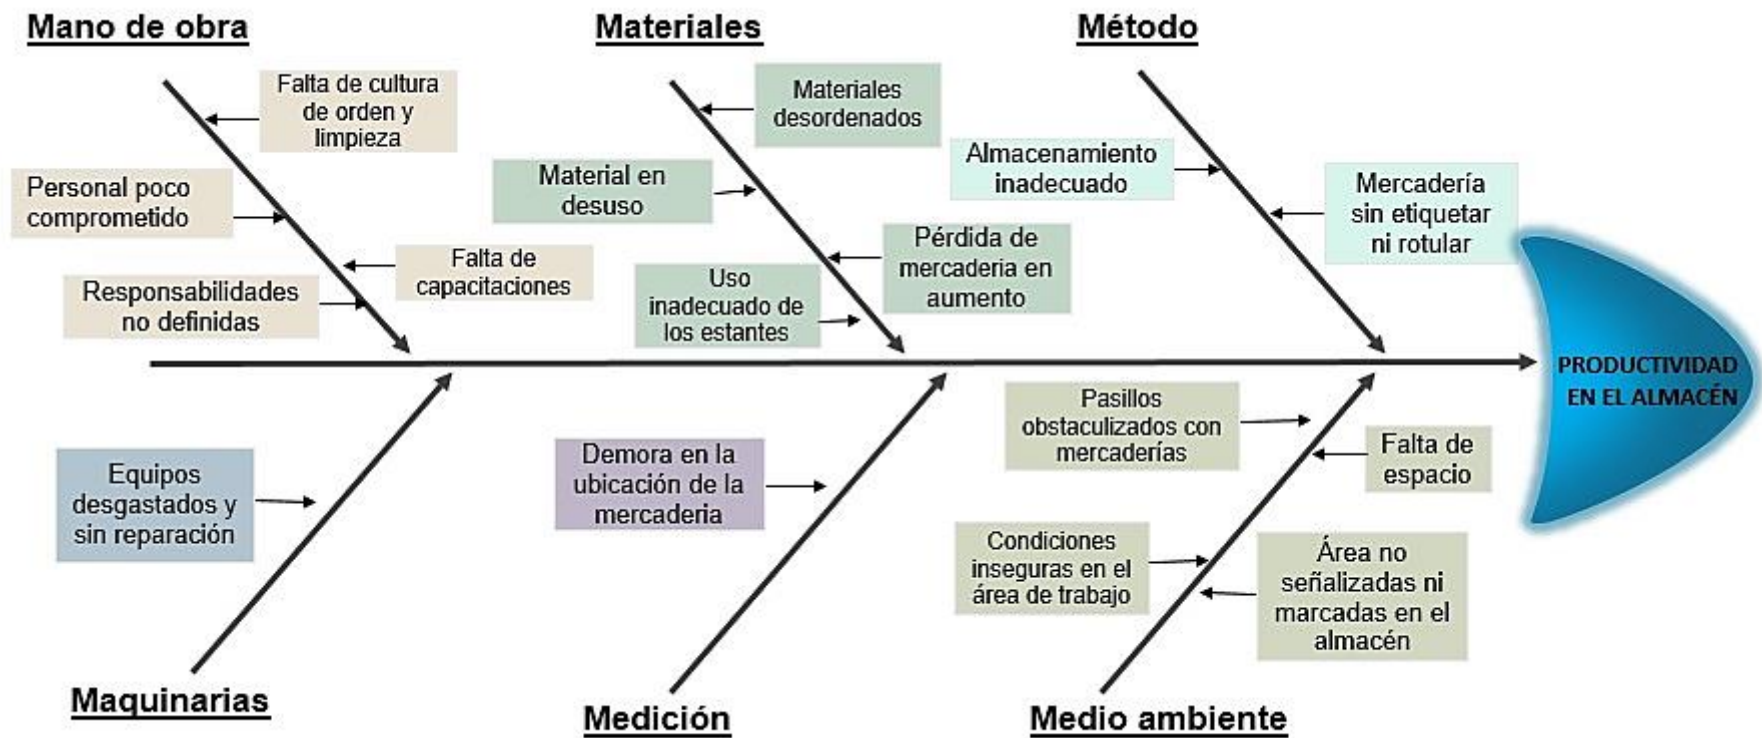 Mano de obra
Falta de cultura
de orden y
limpieza
Personal poco
comprometido
Falta de
capacitaciones
Responsabilidades
no definidas
Materiales
Materiales
desordenados
Material en
desuso
Pérdida de
mercaderia en
aumento
Uso
inadecuado de
los estantes
Método
Almacenamiento
inadecuado
Mercadería
sin etiquetar
ni rotular
PRODUCTIVIDAD
EN EL ALMACÉN
Equipos
desgastados y
sin reparación
Maquinarias
Demora en la
ubicación de la
mercaderia
Medición
Pasillos
obstaculizados con
mercaderías
Falta de
espacio
Condiciones
inseguras en el
área de trabajo
Área no
señalizadas ni
marcadas en el
almacén
Medio ambiente